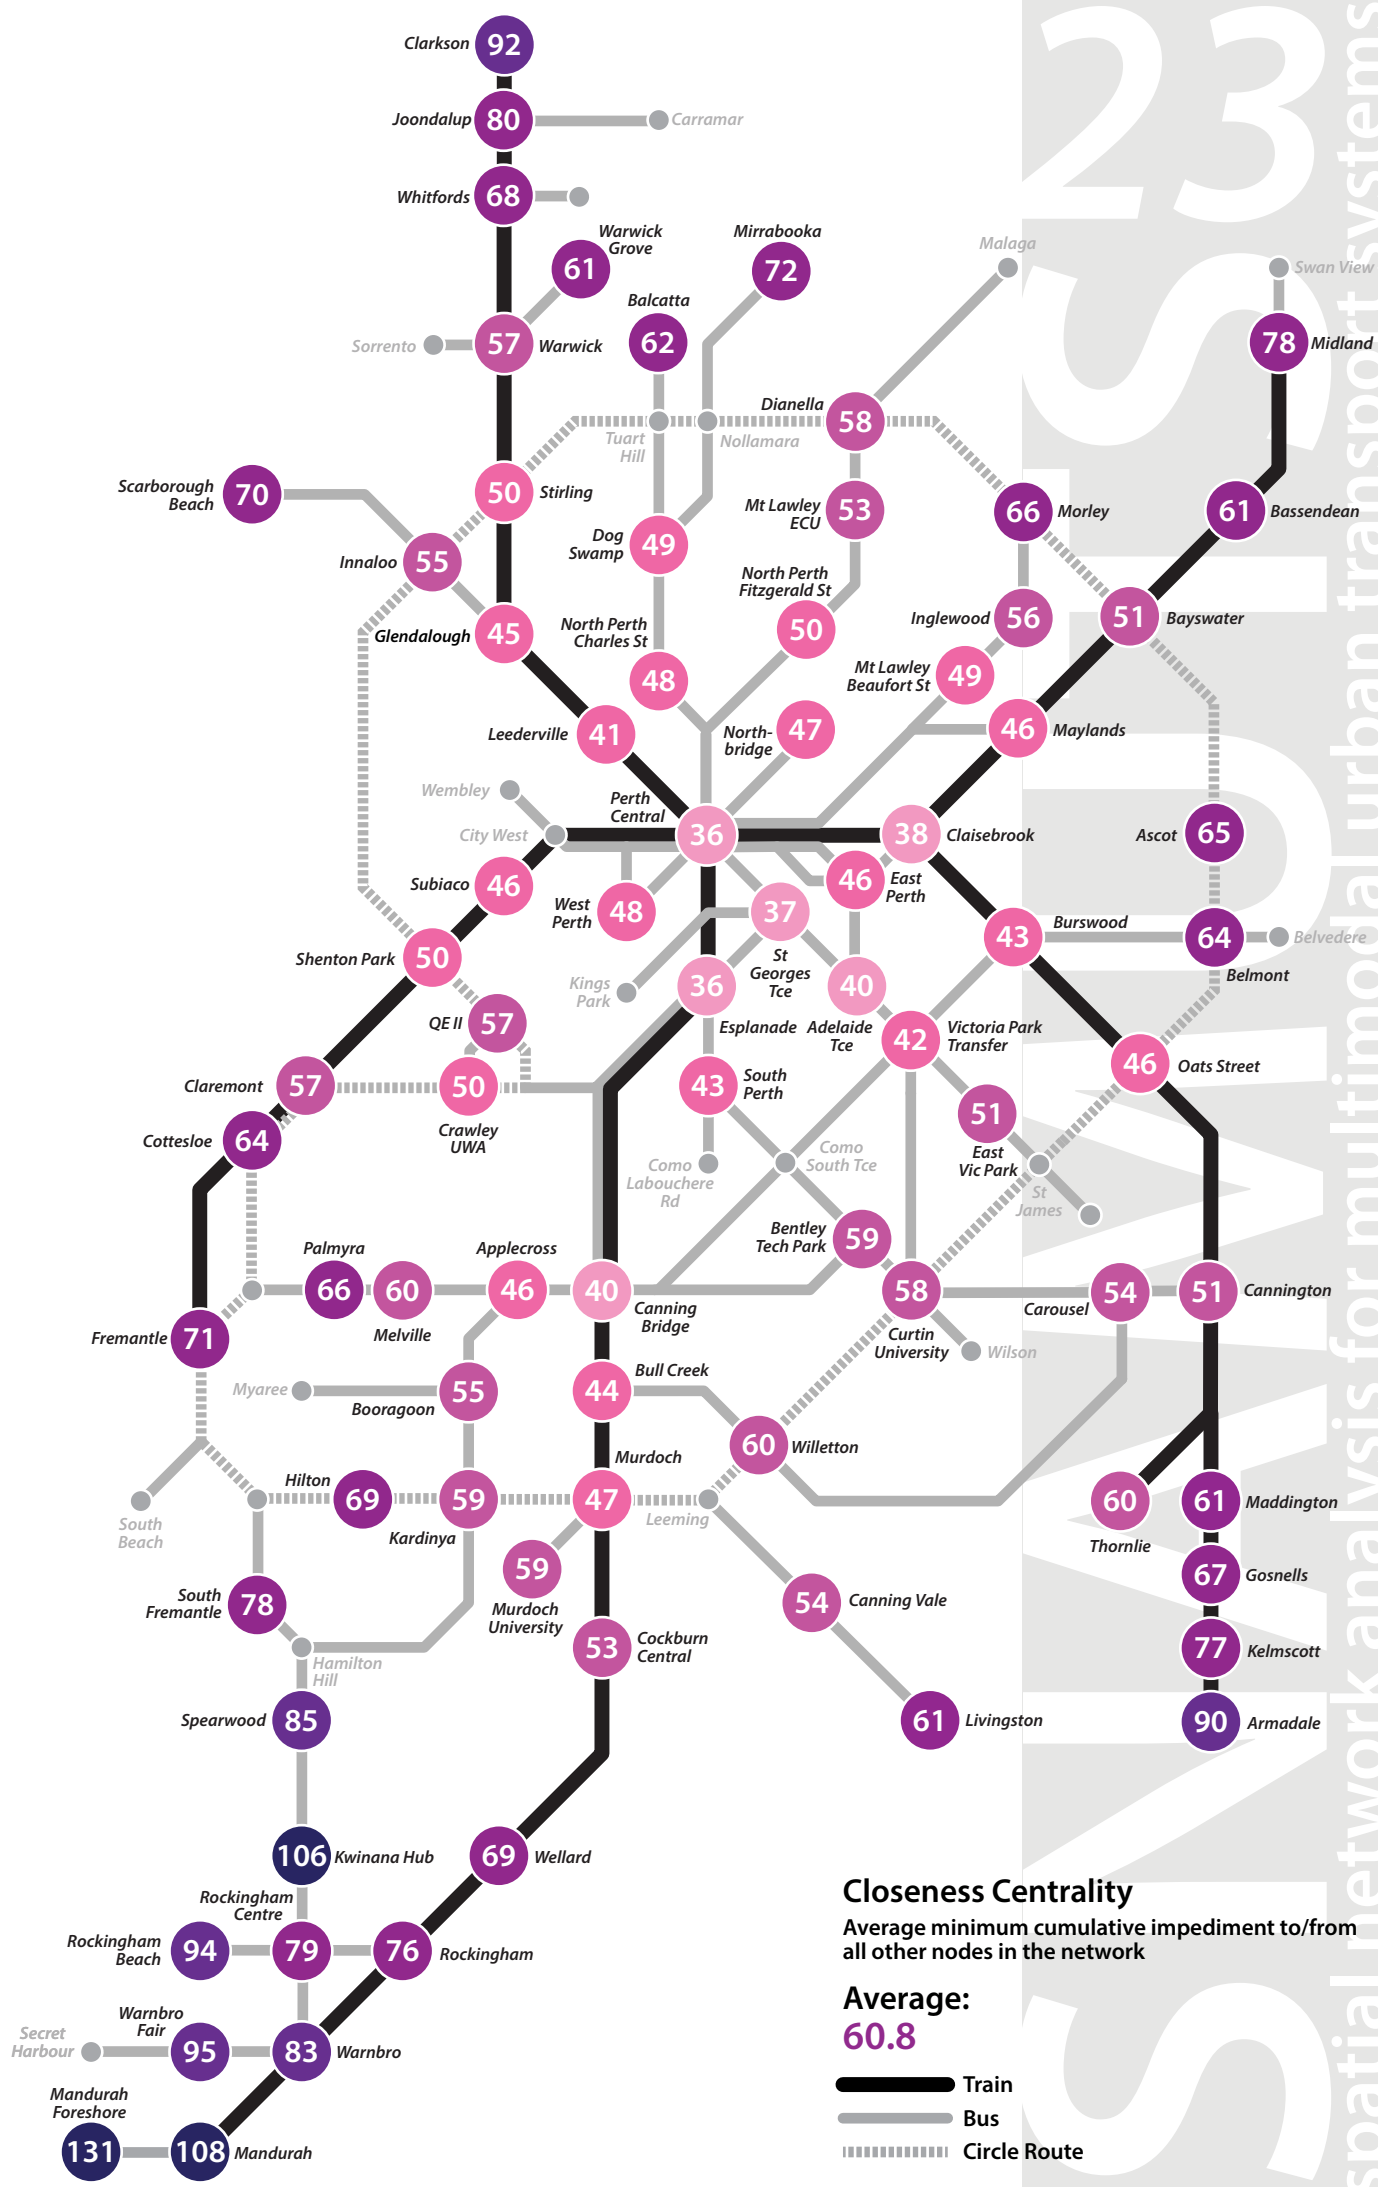 23
SNAMUTS
spatial network analysis for multimodal urban transport systems
Clarkson
92
Joondalup
80
Carramar
Whitfords
68
Warwick
Grove
61
Mirrabooka
72
Malaga
Swan View
Balcatta
62
Sorrento
57
Warwick
78
Midland
Dianella
58
Tuart
Hill
Nollamara
Scarborough
Beach
70
50
Stirling
Mt Lawley
ECU
53
66
Morley
61
Bassendean
Dog
Swamp
49
Innaloo
55
North Perth
Fitzgerald St
50
Glendalough
45
North Perth
Charles St
48
Inglewood
56
51
Bayswater
Mt Lawley
Beaufort St
49
Leederville
41
North-
bridge
47
46
Maylands
Wembley
City West
Perth
Central
36
38
Claisebrook
Ascot
65
Subiaco
46
West
Perth
48
46
East
Perth
37
St
Georges
Tce
Burswood
43
64
Belvedere
Belmont
Shenton Park
50
Kings
Park
36
Esplanade
40
Adelaide
Tce
QE II
57
42
Victoria Park
Transfer
46
Oats Street
Claremont
57
50
Crawley
UWA
43
South
Perth
51
East
Vic Park
Cottesloe
64
Como
Labouchere
Rd
Como
South Tce
St
James
Bentley
Tech Park
59
Palmyra
66
60
Melville
Applecross
46
40
Canning
Bridge
58
Curtin
University
Carousel
54
51
Cannington
Fremantle
71
Wilson
Myaree
55
Booragoon
44
Bull Creek
60
Willetton
Murdoch
47
Hilton
69
59
Kardinya
Leeming
South
Beach
60
Thornlie
61
Maddington
59
Murdoch
University
67
Gosnells
South
Fremantle
78
54
Canning Vale
53
Cockburn
Central
77
Kelmscott
Hamilton
Hill
Spearwood
85
61
Livingston
90
Armadale
106
Kwinana Hub
69
Wellard
Rockingham
Centre
Rockingham
Beach
94
79
76
Rockingham
Secret
Harbour
Warnbro
Fair
95
83
Warnbro
Mandurah
Foreshore
131
108
Mandurah
Closeness Centrality
Average minimum cumulative impediment to/from
all other nodes in the network
Average:
60.8
Train
Bus
Circle Route